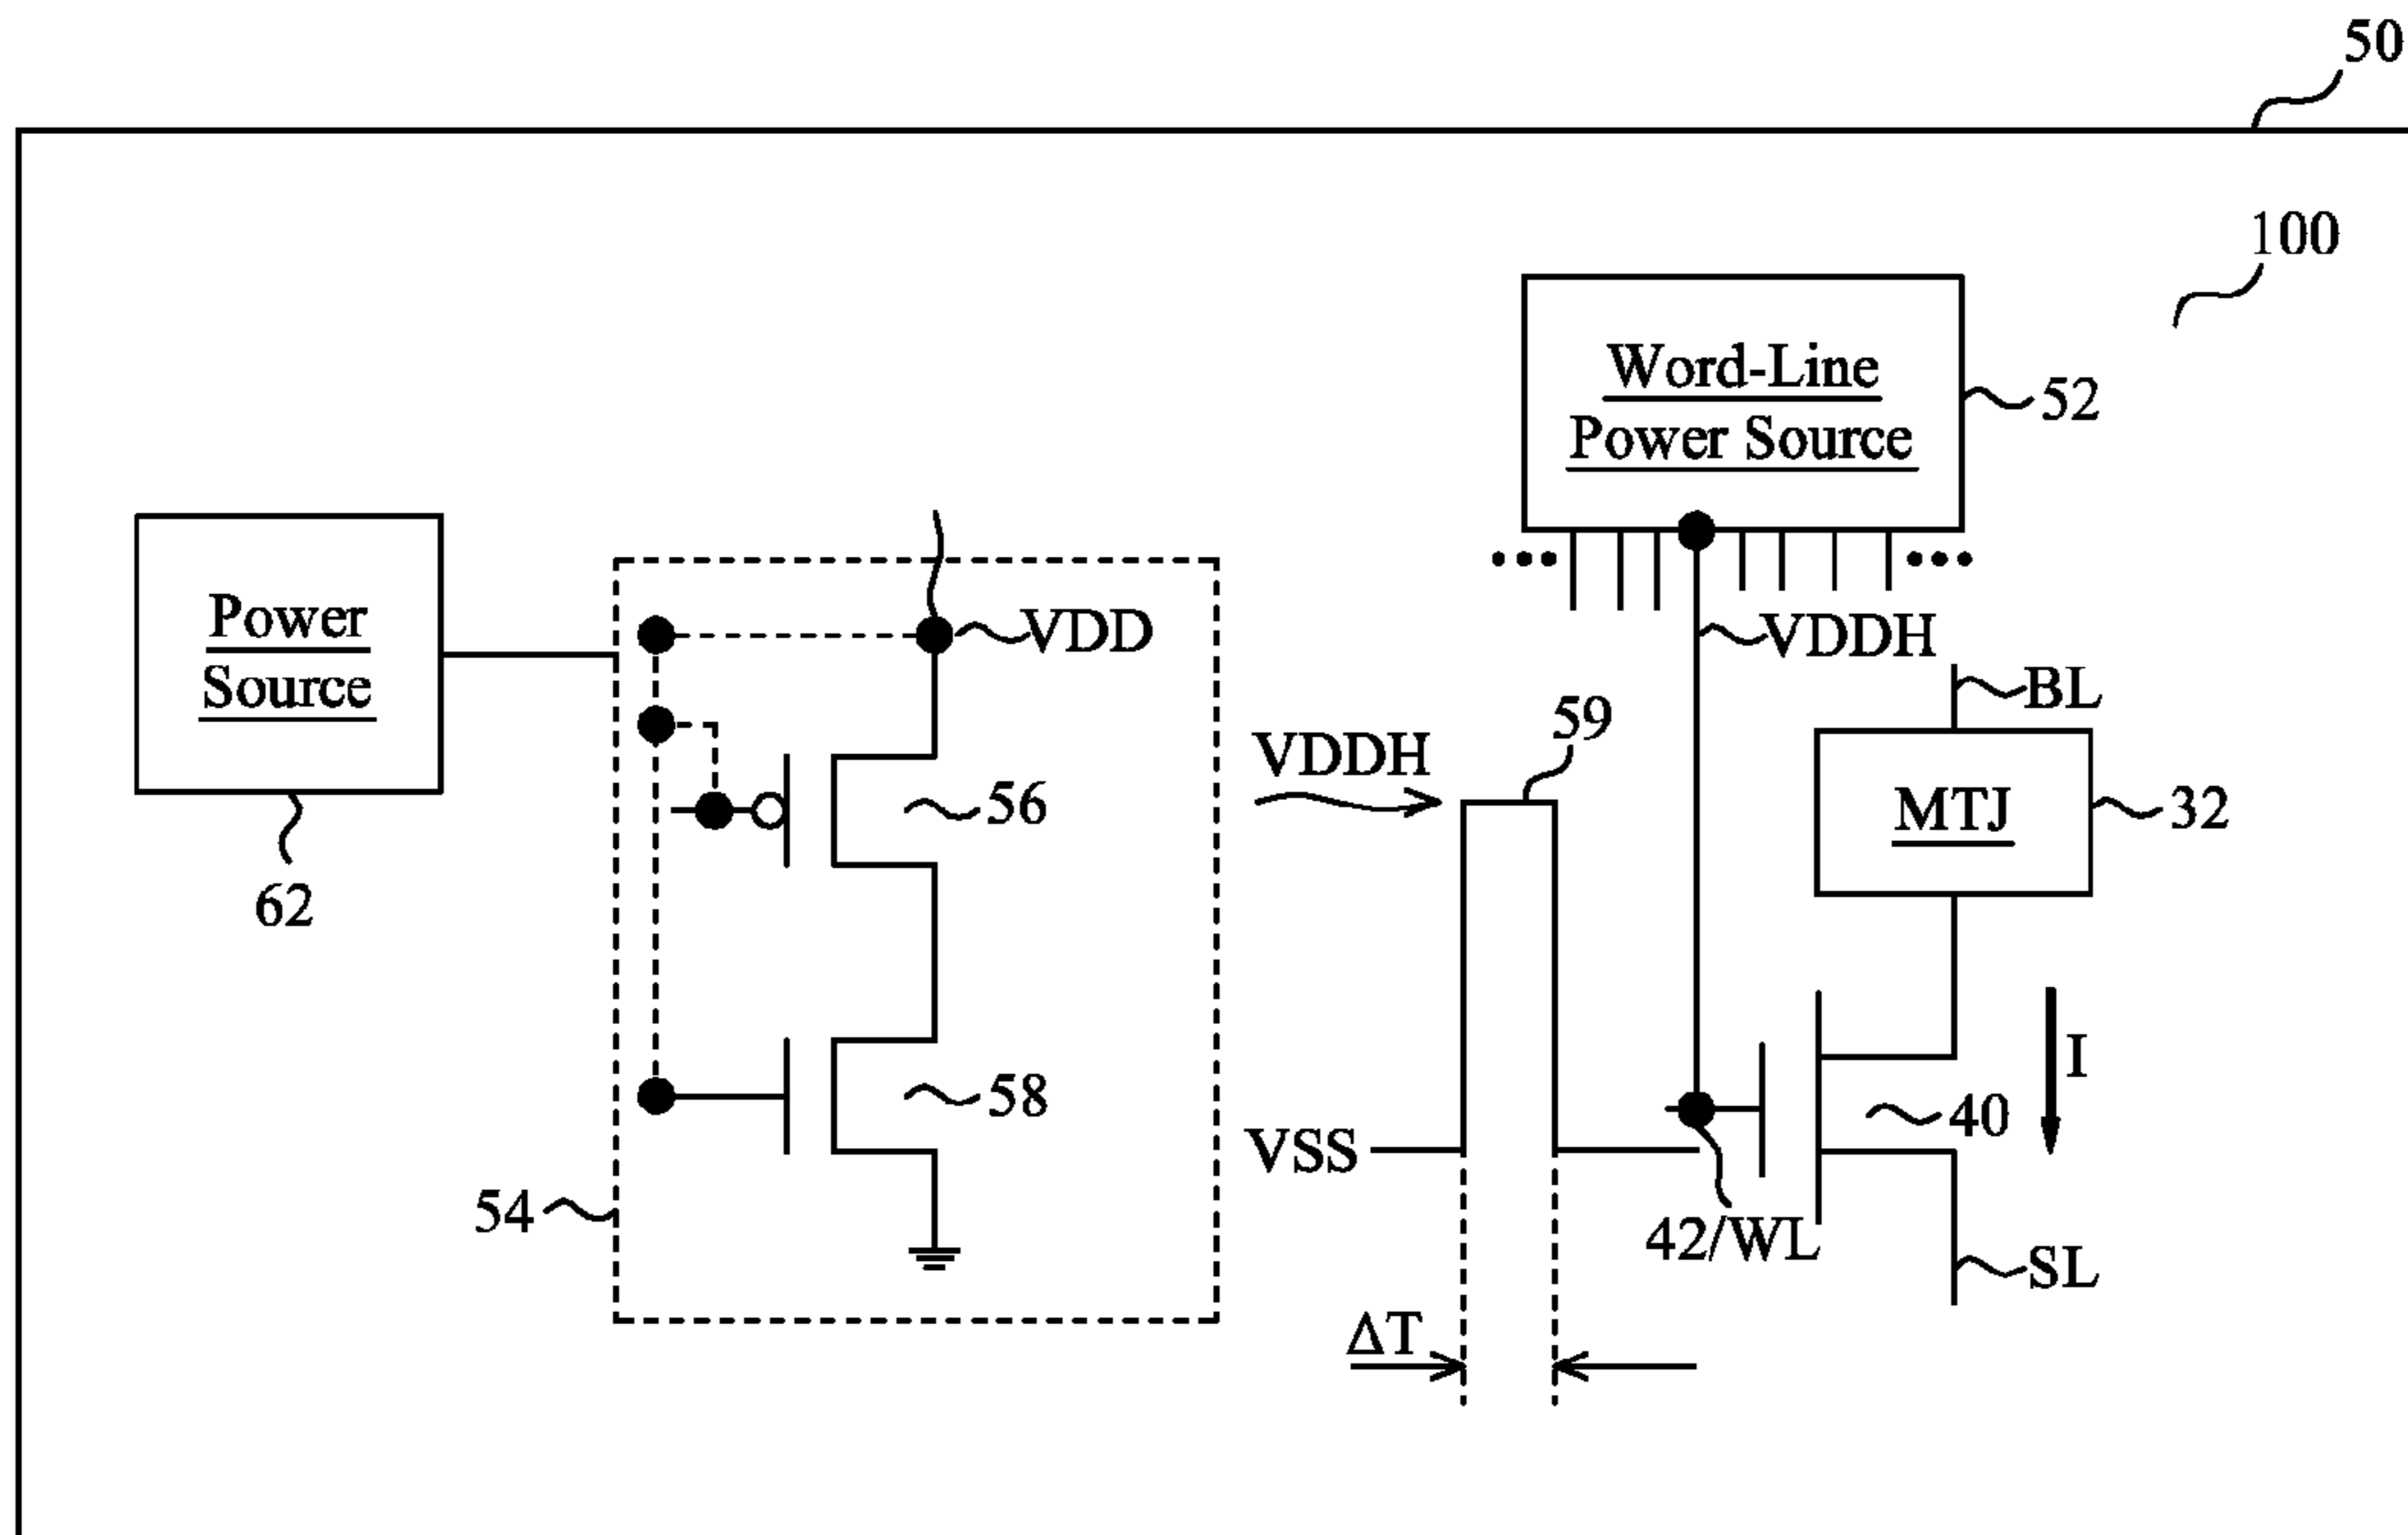 50
100
Word-Line
Power Source
52
Power
Source
62
VDD
VDDH
BL
59
VDDH
MTJ
32
56
58
I
40
VSS
42/WL
54
SL
ΔT